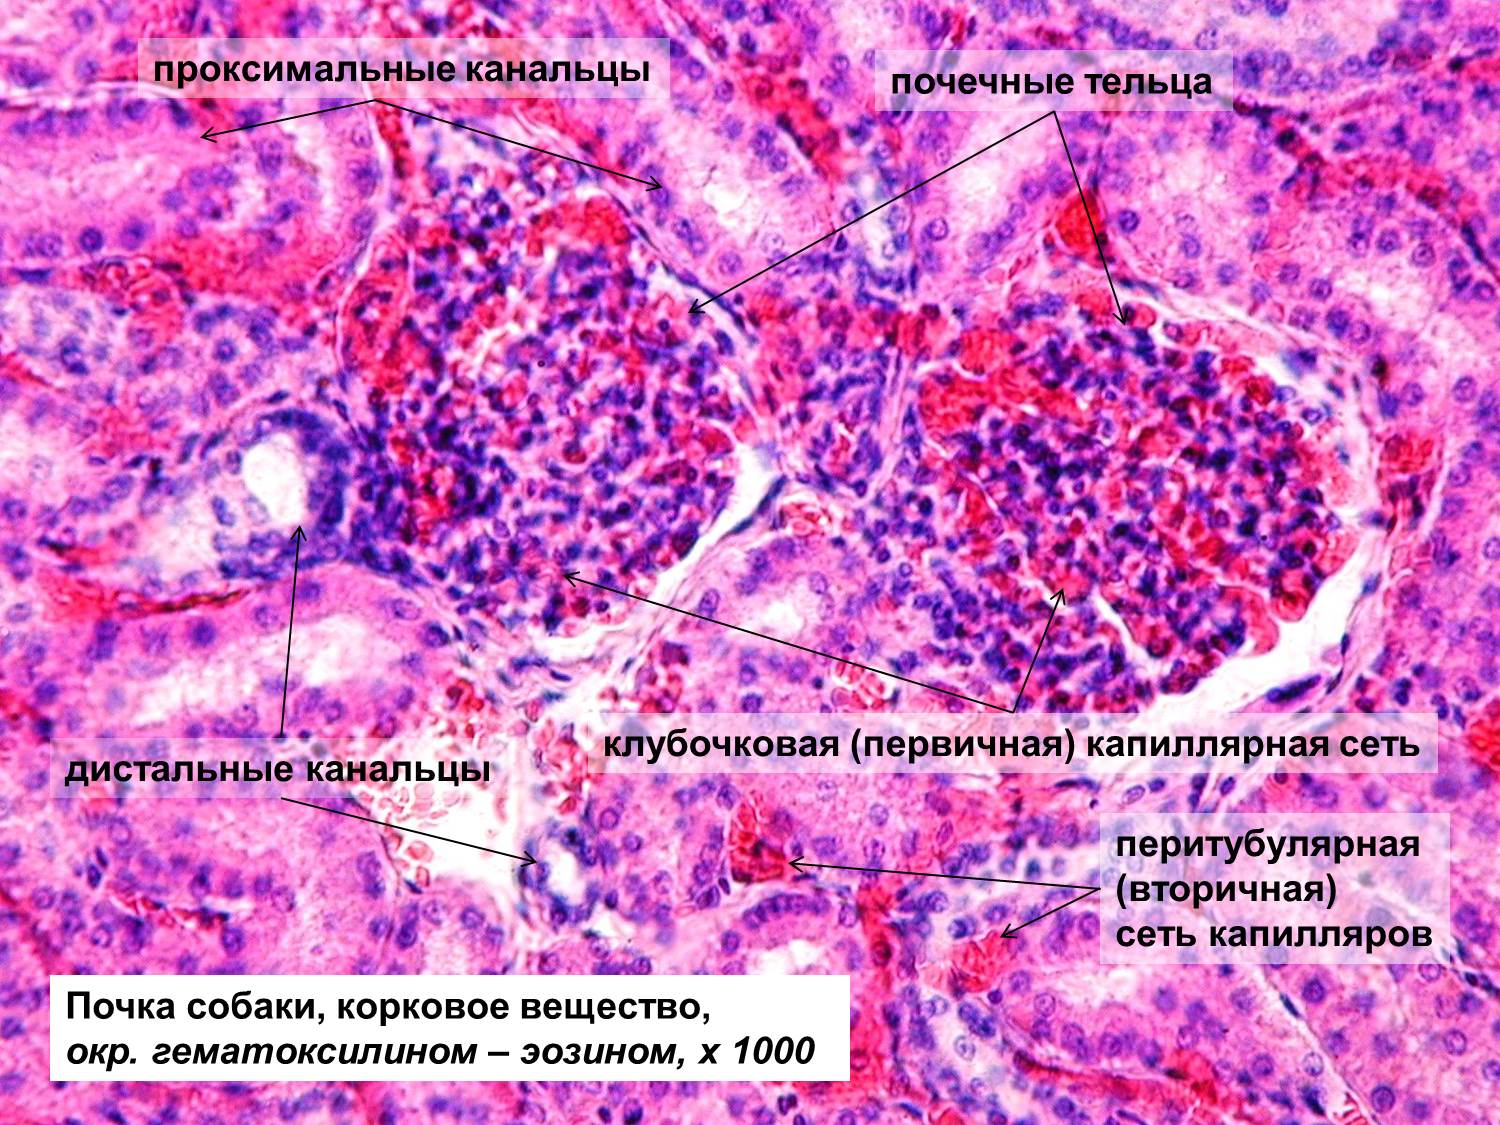 проксимальные канальцы
почечные тельца
клубочковая (первичная) капиллярная сеть
дистальные канальцы
перитубулярная
(вторичная)
сеть капилляров
Почка собаки, корковое вещество,
окр. гематоксилином – эозином, х 1000